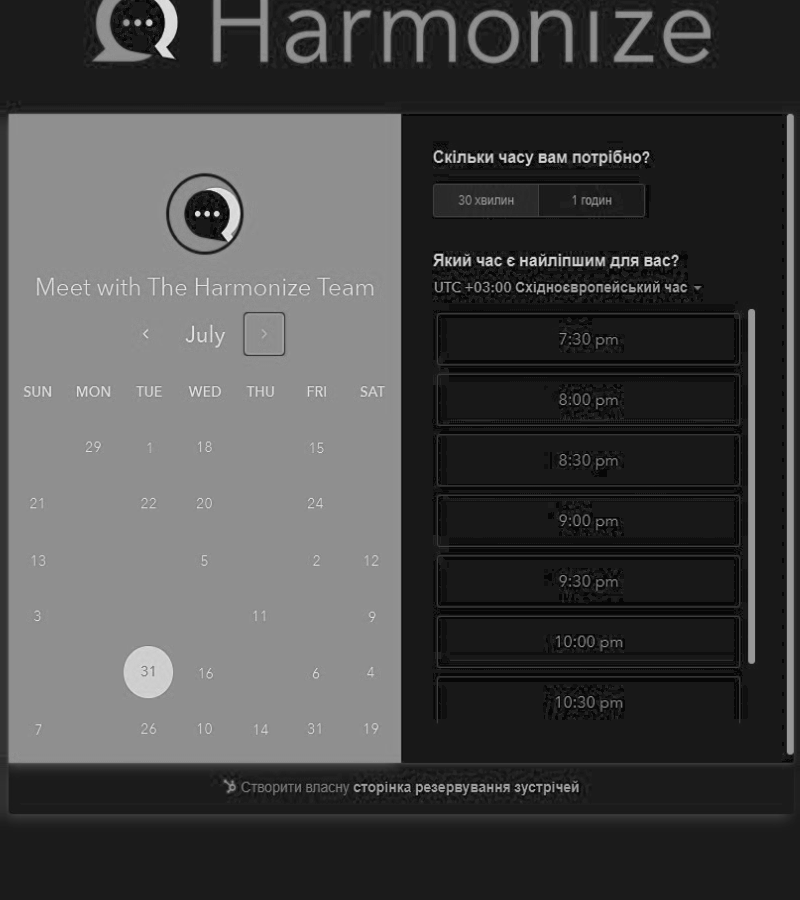 Harmonize
Meet with The Harmonize Team
July
SUN MON TUE WED THU FRI SAT
29 1 18 15
21 22 20 24
13 5 2 12
3 11 9
31 16 6 4
7 26 10 14 31 19
Скільки часу вам потрібно?
30 хвилин 1 годин
Який час є найліпшим для вас?
UTC +03:00 Східноєвропейський час
7:30 pm
8:00 pm
8:30 pm
9:00 pm
9:30 pm
10:00 pm
10:30 pm
Створити власну сторінка резервування зустрічей